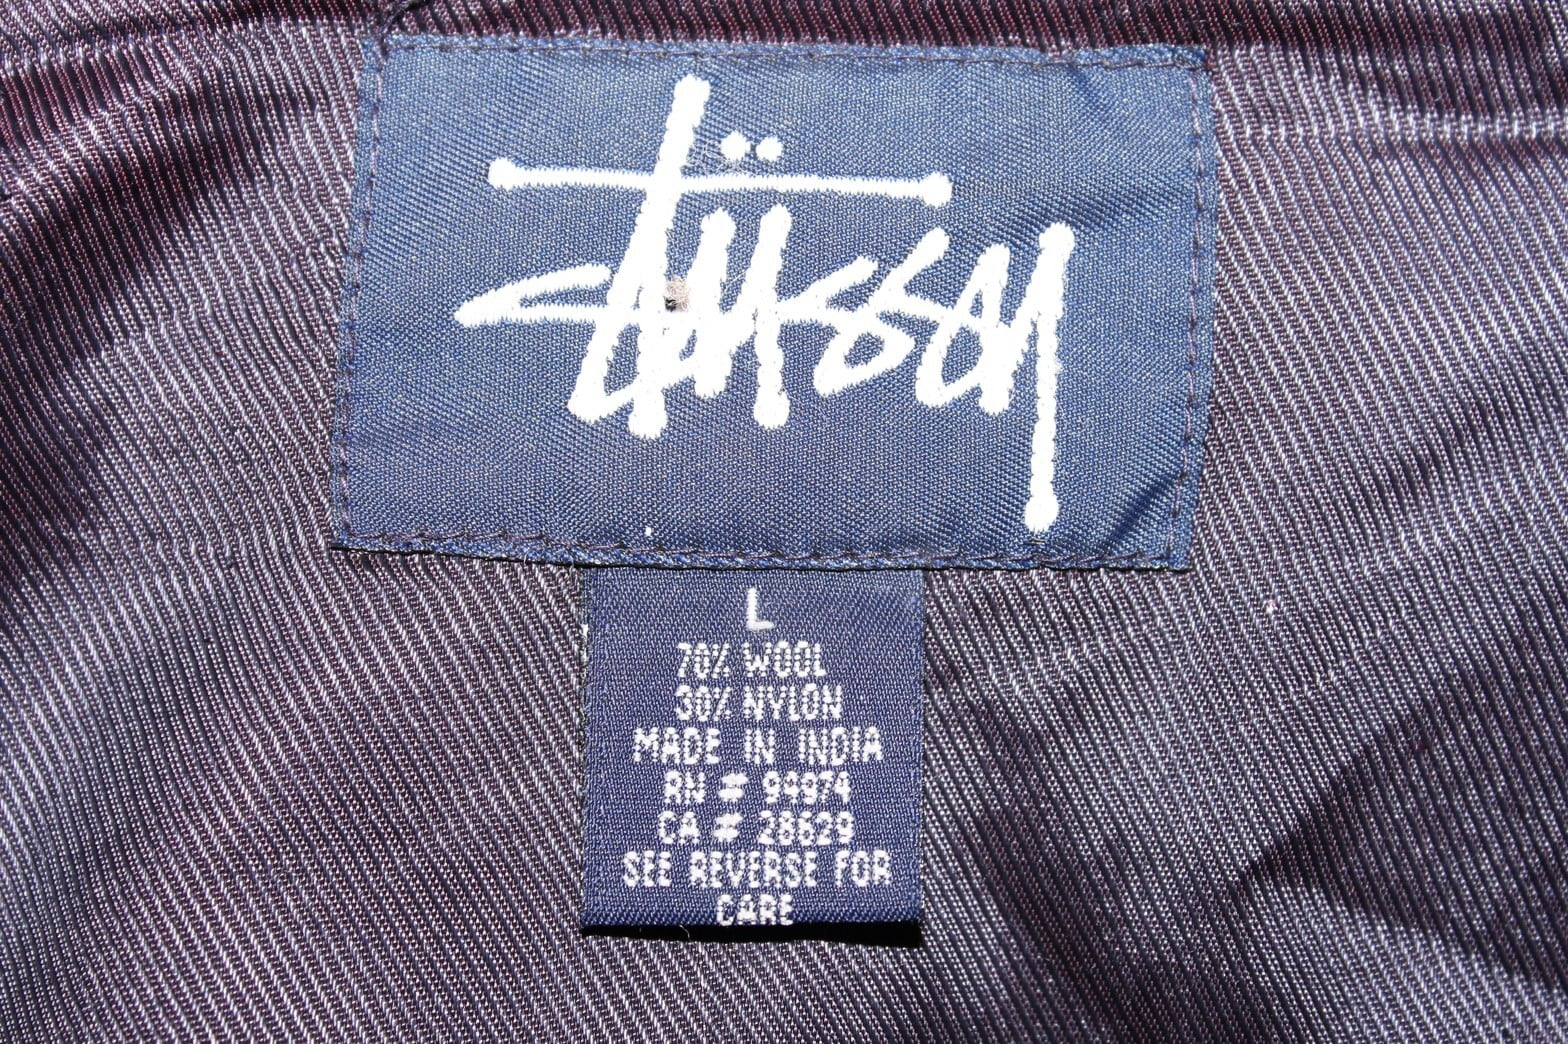 Stüssy
L
70% WOOL
30% NYLON
MADE IN INDIA
RN # 94974
CA # 28629
SEE REVERSE FOR
CARE